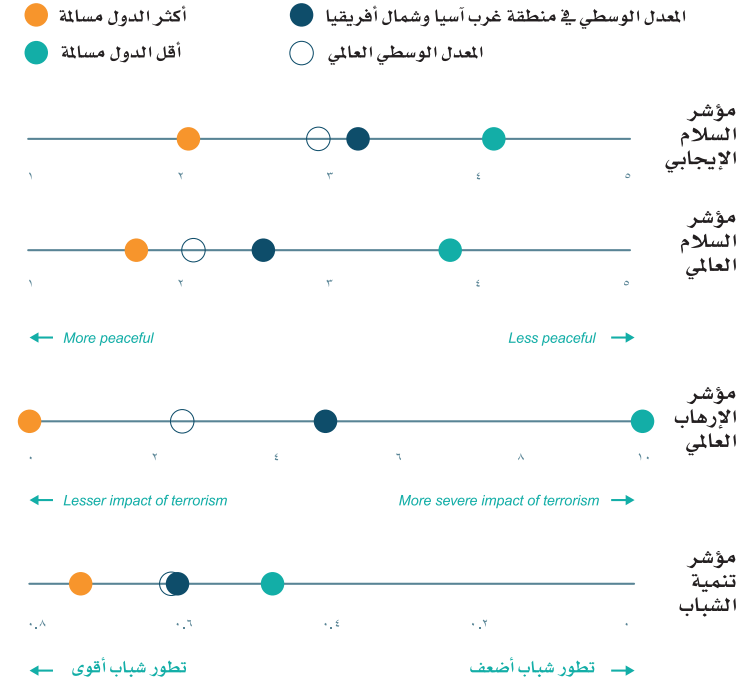 المعدل الوسطي في منطقة غرب آسيا وشمال أفريقيا
أكثر الدول مسالمة
المعدل الوسطي العالمي
أقل الدول مسالمة
مؤشر
السلام
الإيجابي
١ ٢ ٣ ٤ ٥
مؤشر
السلام
العالمي
١ ٢ ٣ ٤ ٥
More peaceful
Less peaceful
مؤشر
الإرهاب
العالمي
٠ ٢ ٤ ٦ ٨ ١٠
Lesser impact of terrorism
More severe impact of terrorism
مؤشر
تنمية
الشباب
٠.٨ ٠.٦ ٠.٤ ٠.٢ ٠
تطور شباب أضعف
تطور شباب أقوى